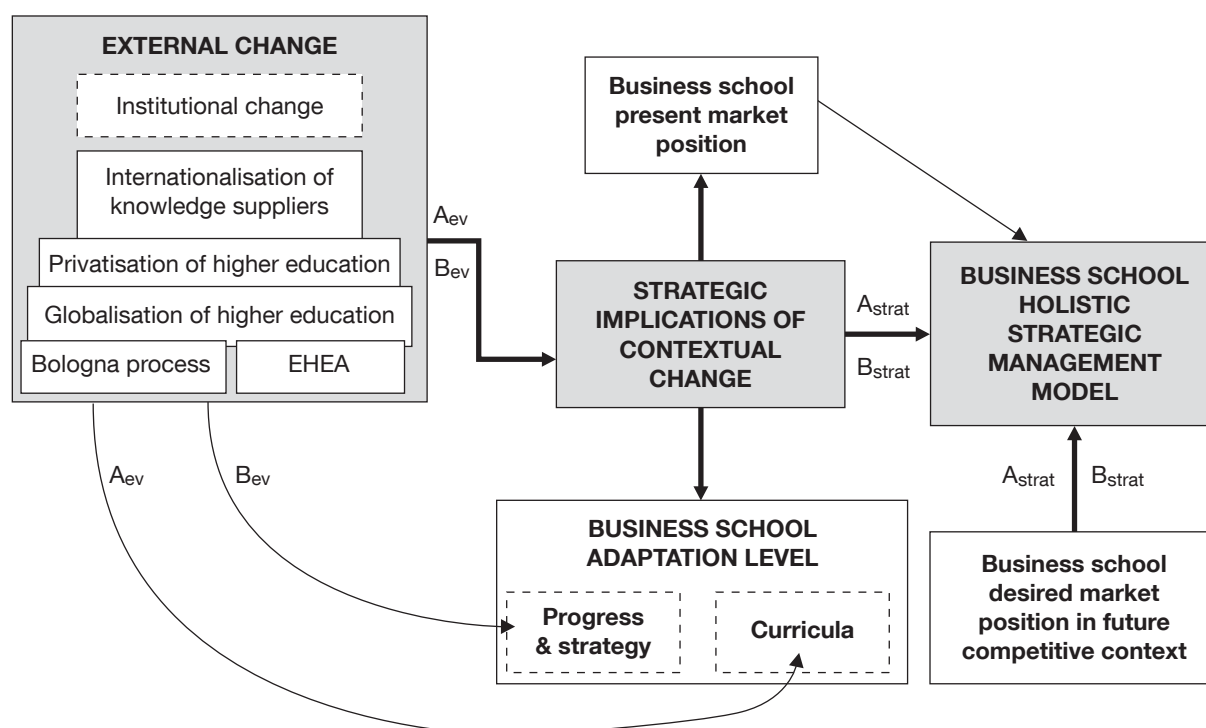 EXTERNAL CHANGE
Institutional change
Internationalisation of
knowledge suppliers
Privatisation of higher education
Globalisation of higher education
Bologna process
EHEA
Aev
Bev
Aev
Bev
Business school
present market
position
STRATEGIC
IMPLICATIONS OF
CONTEXTUAL
CHANGE
Astrat
Bstrat
BUSINESS SCHOOL
HOLISTIC
STRATEGIC
MANAGEMENT
MODEL
Astrat
Bstrat
BUSINESS SCHOOL
ADAPTATION LEVEL
Progress
& strategy
Curricula
Business school
desired market
position in future
competitive context